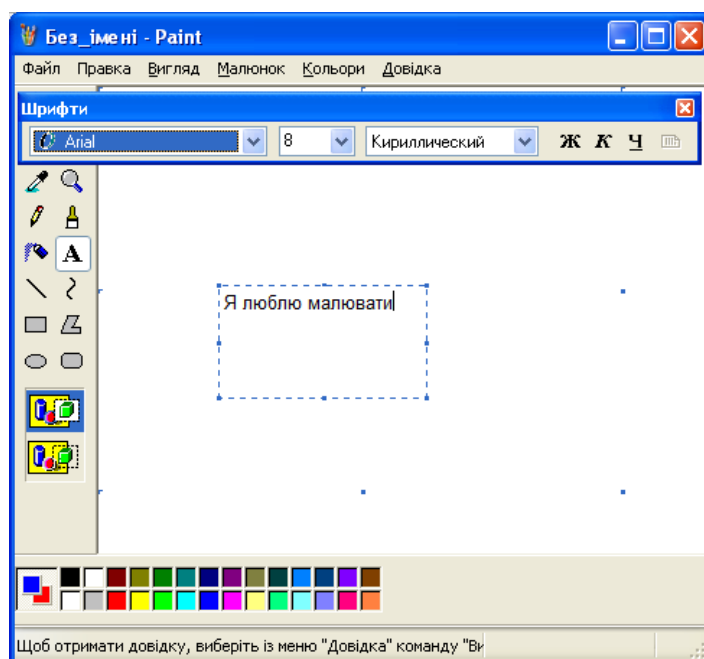 Без_імені - Paint
Файл Правка Вигляд Малюнок Кольори Довідка
Шрифти
Arial 8 Кириллический Ж К Ч
A
Я люблю малювати
Щоб отримати довідку, виберіть із меню "Довідка" команду "Ви